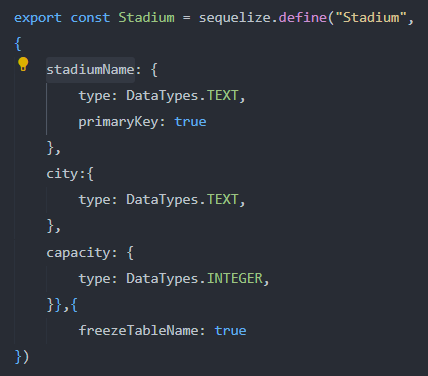 export const Stadium = sequelize.define("Stadium",
{
    stadiumName: {
        type: DataTypes.TEXT,
        primaryKey: true
    },
    city:{
        type: DataTypes.TEXT,
    },
    capacity: {
        type: DataTypes.INTEGER,
    }},{
        freezeTableName: true
})